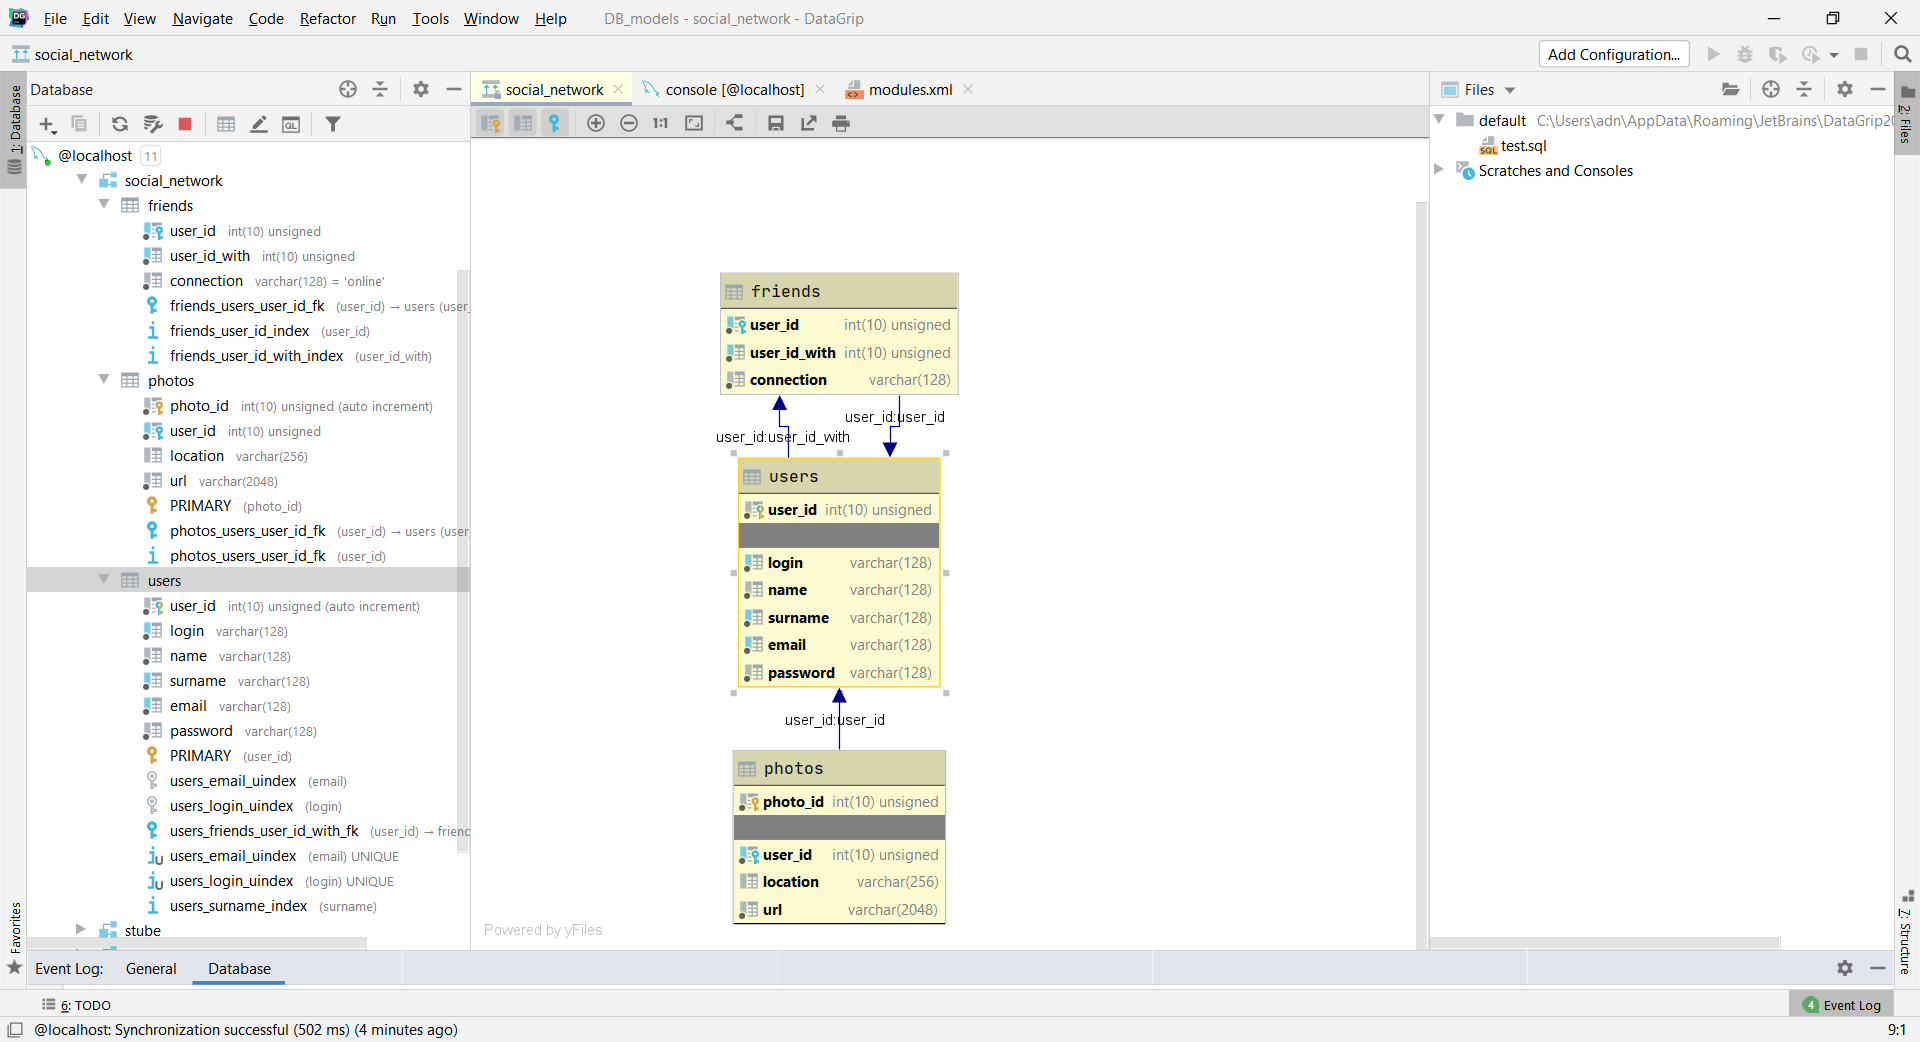 File Edit View Navigate Code Refactor Run Tools Window Help DB_models - social_network - DataGrip
social_network Add Configuration...
1: Database
Favorites
Database
@localhost 11
social_network
friends
user_id int(10) unsigned
user_id_with int(10) unsigned
connection varchar(128) = 'online'
friends_users_user_id_fk (user_id) → users (user_
friends_user_id_index (user_id)
friends_user_id_with_index (user_id_with)
photos
photo_id int(10) unsigned (auto increment)
user_id int(10) unsigned
location varchar(256)
url varchar(2048)
PRIMARY (photo_id)
photos_users_user_id_fk (user_id) → users (user_
photos_users_user_id_fk (user_id)
users
user_id int(10) unsigned (auto increment)
login varchar(128)
name varchar(128)
surname varchar(128)
email varchar(128)
password varchar(128)
PRIMARY (user_id)
users_email_uindex (email)
users_login_uindex (login)
users_friends_user_id_with_fk (user_id) → friend
users_email_uindex (email) UNIQUE
users_login_uindex (login) UNIQUE
users_surname_index (surname)
stube
social_network console [@localhost] modules.xml
1:1
friends
user_id int(10) unsigned
user_id_with int(10) unsigned
connection varchar(128)
user_id:user_id
user_id:user_id_with
users
user_id int(10) unsigned
login varchar(128)
name varchar(128)
surname varchar(128)
email varchar(128)
password varchar(128)
user_id:user_id
photos
photo_id int(10) unsigned
user_id int(10) unsigned
location varchar(256)
url varchar(2048)
Powered by yFiles
Files
default C:\Users\adn\AppData\Roaming\JetBrains\DataGrip20
test.sql
Scratches and Consoles
2: Files
7: Structure
Event Log: General Database
6: TODO
4 Event Log
@localhost: Synchronization successful (502 ms) (4 minutes ago) 9:1